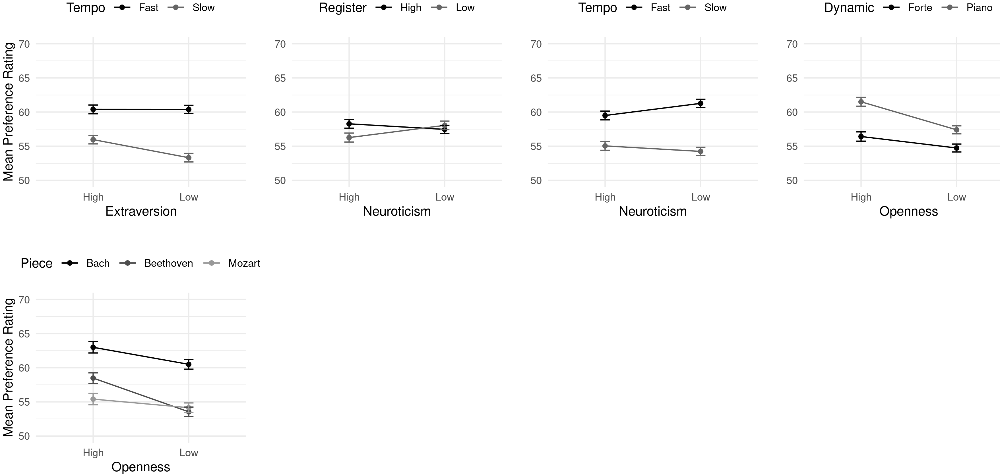 Tempo Fast Slow
Mean Preference Rating
70
65
60
55
50
High Low
Extraversion
Register High Low
70
65
60
55
50
High Low
Neuroticism
Tempo Fast Slow
70
65
60
55
50
High Low
Neuroticism
Dynamic Forte Piano
70
65
60
55
50
High Low
Openness
Piece Bach Beethoven Mozart
Mean Preference Rating
70
65
60
55
50
High Low
Openness